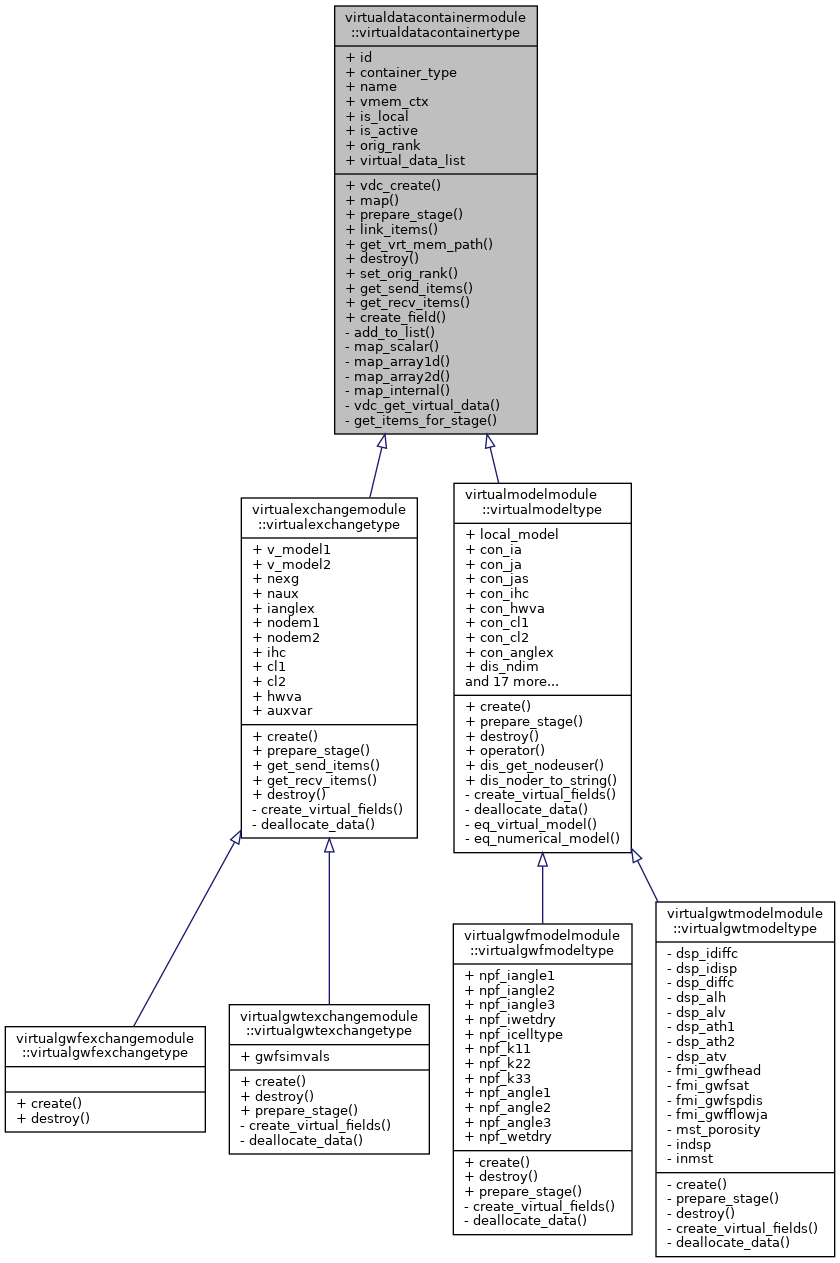 virtualdatacontainermodule
::virtualdatacontainertype
+ id
+ container_type
+ name
+ vmem_ctx
+ is_local
+ is_active
+ orig_rank
+ virtual_data_list
+ vdc_create()
+ map()
+ prepare_stage()
+ link_items()
+ get_vrt_mem_path()
+ destroy()
+ set_orig_rank()
+ get_send_items()
+ get_recv_items()
+ create_field()
- add_to_list()
- map_scalar()
- map_array1d()
- map_array2d()
- map_internal()
- vdc_get_virtual_data()
- get_items_for_stage()
virtualexchangemodule
::virtualexchangetype
+ v_model1
+ v_model2
+ nexg
+ naux
+ ianglex
+ nodem1
+ nodem2
+ ihc
+ cl1
+ cl2
+ hwva
+ auxvar
+ create()
+ prepare_stage()
+ get_send_items()
+ get_recv_items()
+ destroy()
- create_virtual_fields()
- deallocate_data()
virtualmodelmodule
::virtualmodeltype
+ local_model
+ con_ia
+ con_ja
+ con_jas
+ con_ihc
+ con_hwva
+ con_cl1
+ con_cl2
+ con_anglex
+ dis_ndim
and 17 more...
+ create()
+ prepare_stage()
+ destroy()
+ operator()
+ dis_get_nodeuser()
+ dis_noder_to_string()
- create_virtual_fields()
- deallocate_data()
- eq_virtual_model()
- eq_numerical_model()
virtualgwfexchangemodule
::virtualgwfexchangetype
+ create()
+ destroy()
virtualgwtexchangemodule
::virtualgwtexchangetype
+ gwfsimvals
+ create()
+ destroy()
+ prepare_stage()
- create_virtual_fields()
- deallocate_data()
virtualgwfmodelmodule
::virtualgwfmodeltype
+ npf_iangle1
+ npf_iangle2
+ npf_iangle3
+ npf_iwetdry
+ npf_icelltype
+ npf_k11
+ npf_k22
+ npf_k33
+ npf_angle1
+ npf_angle2
+ npf_angle3
+ npf_wetdry
+ create()
+ destroy()
+ prepare_stage()
- create_virtual_fields()
- deallocate_data()
virtualgwtmodelmodule
::virtualgwtmodeltype
- dsp_idiffc
- dsp_idisp
- dsp_diffc
- dsp_alh
- dsp_alv
- dsp_ath1
- dsp_ath2
- dsp_atv
- fmi_gwfhead
- fmi_gwfsat
- fmi_gwfspdis
- fmi_gwfflowja
- mst_porosity
- indsp
- inmst
- create()
- prepare_stage()
- destroy()
- create_virtual_fields()
- deallocate_data()